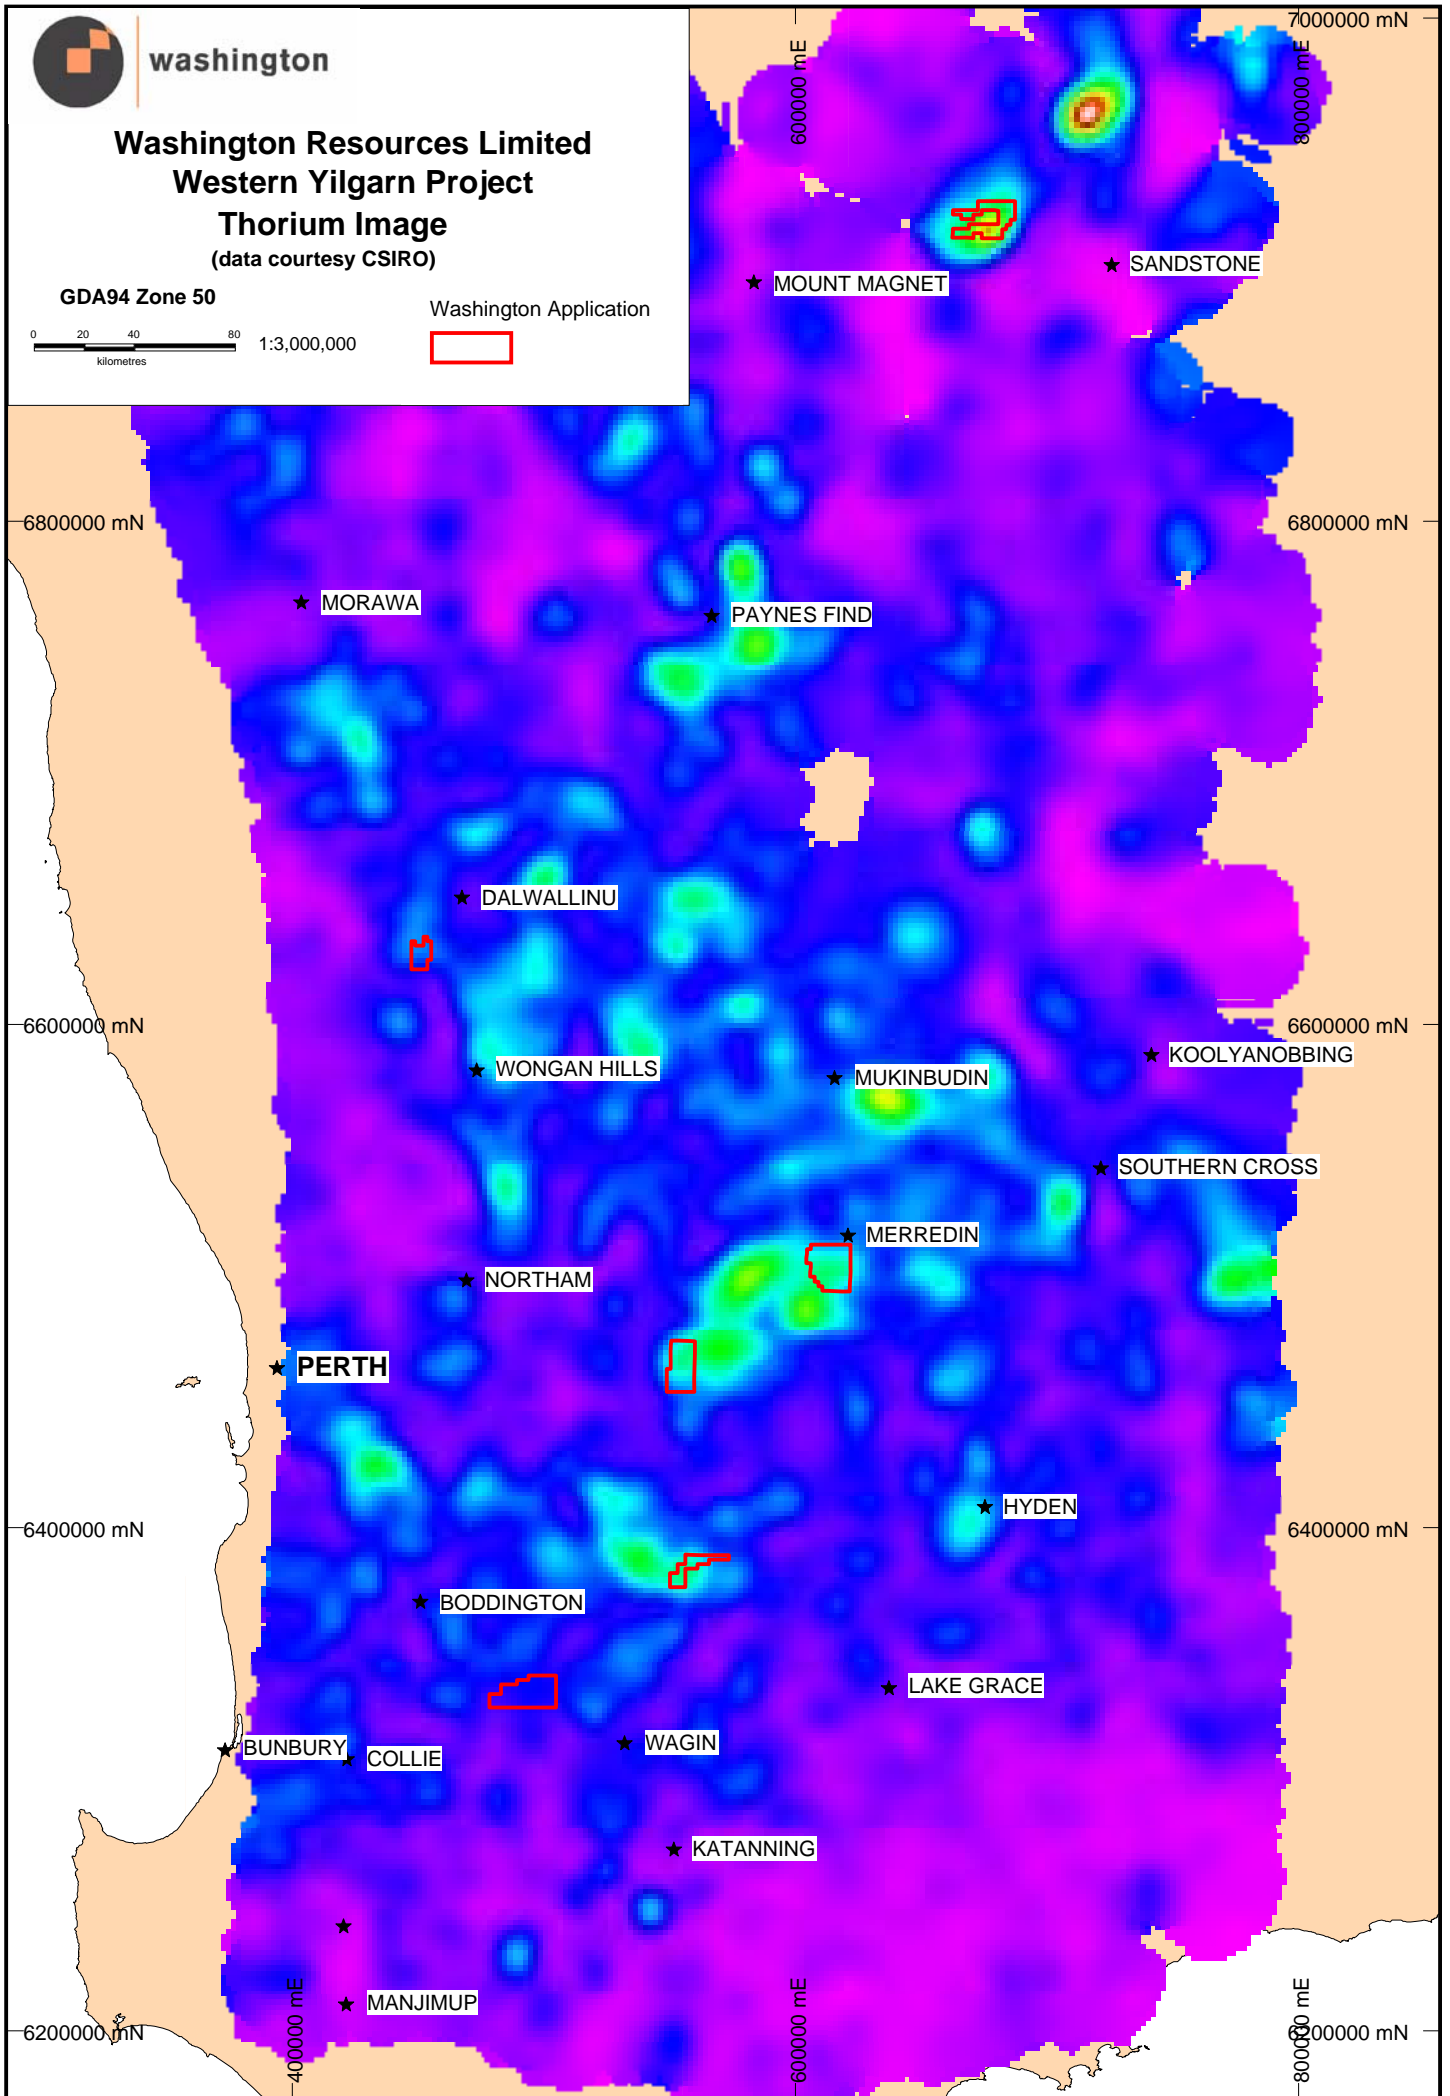 washington
Washington Resources Limited
Western Yilgarn Project
Thorium Image
(data courtesy CSIRO)
GDA94 Zone 50
Washington Application
0 20 40 80
kilometres
1:3,000,000
7000000 mN
600000 mE
800000 mE
SANDSTONE
MOUNT MAGNET
6800000 mN
6800000 mN
MORAWA
PAYNES FIND
DALWALLINU
6600000 mN
6600000 mN
KOOLYANOBBING
WONGAN HILLS
MUKINBUDIN
SOUTHERN CROSS
MERREDIN
NORTHAM
PERTH
HYDEN
6400000 mN
6400000 mN
BODDINGTON
LAKE GRACE
WAGIN
BUNBURY
COLLIE
KATANNING
MANJIMUP
6200000 mN
6200000 mN
400000 mE
600000 mE
800000 mE